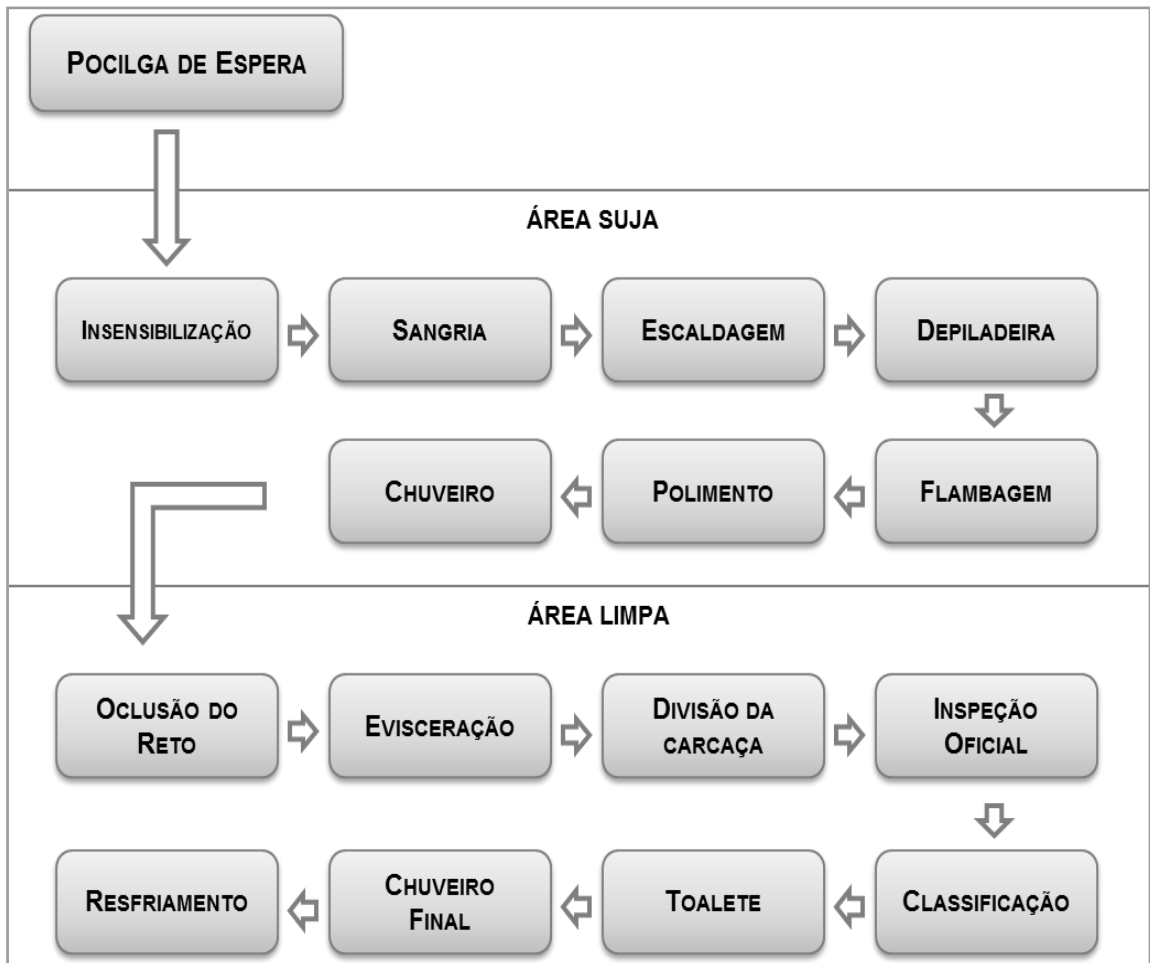 POCILGA DE ESPERA
ÁREA SUJA
INSENSIBILIZAÇÃO
SANGRIA
ESCALDAGEM
DEPILADEIRA
CHUVEIRO
POLIMENTO
FLAMBAGEM
ÁREA LIMPA
OCLUSÃO DO
RETO
EVISCERAÇÃO
DIVISÃO DA
CARCAÇA
INSPEÇÃO
OFICIAL
RESFRIAMENTO
CHUVEIRO
FINAL
TOALETE
CLASSIFICAÇÃO